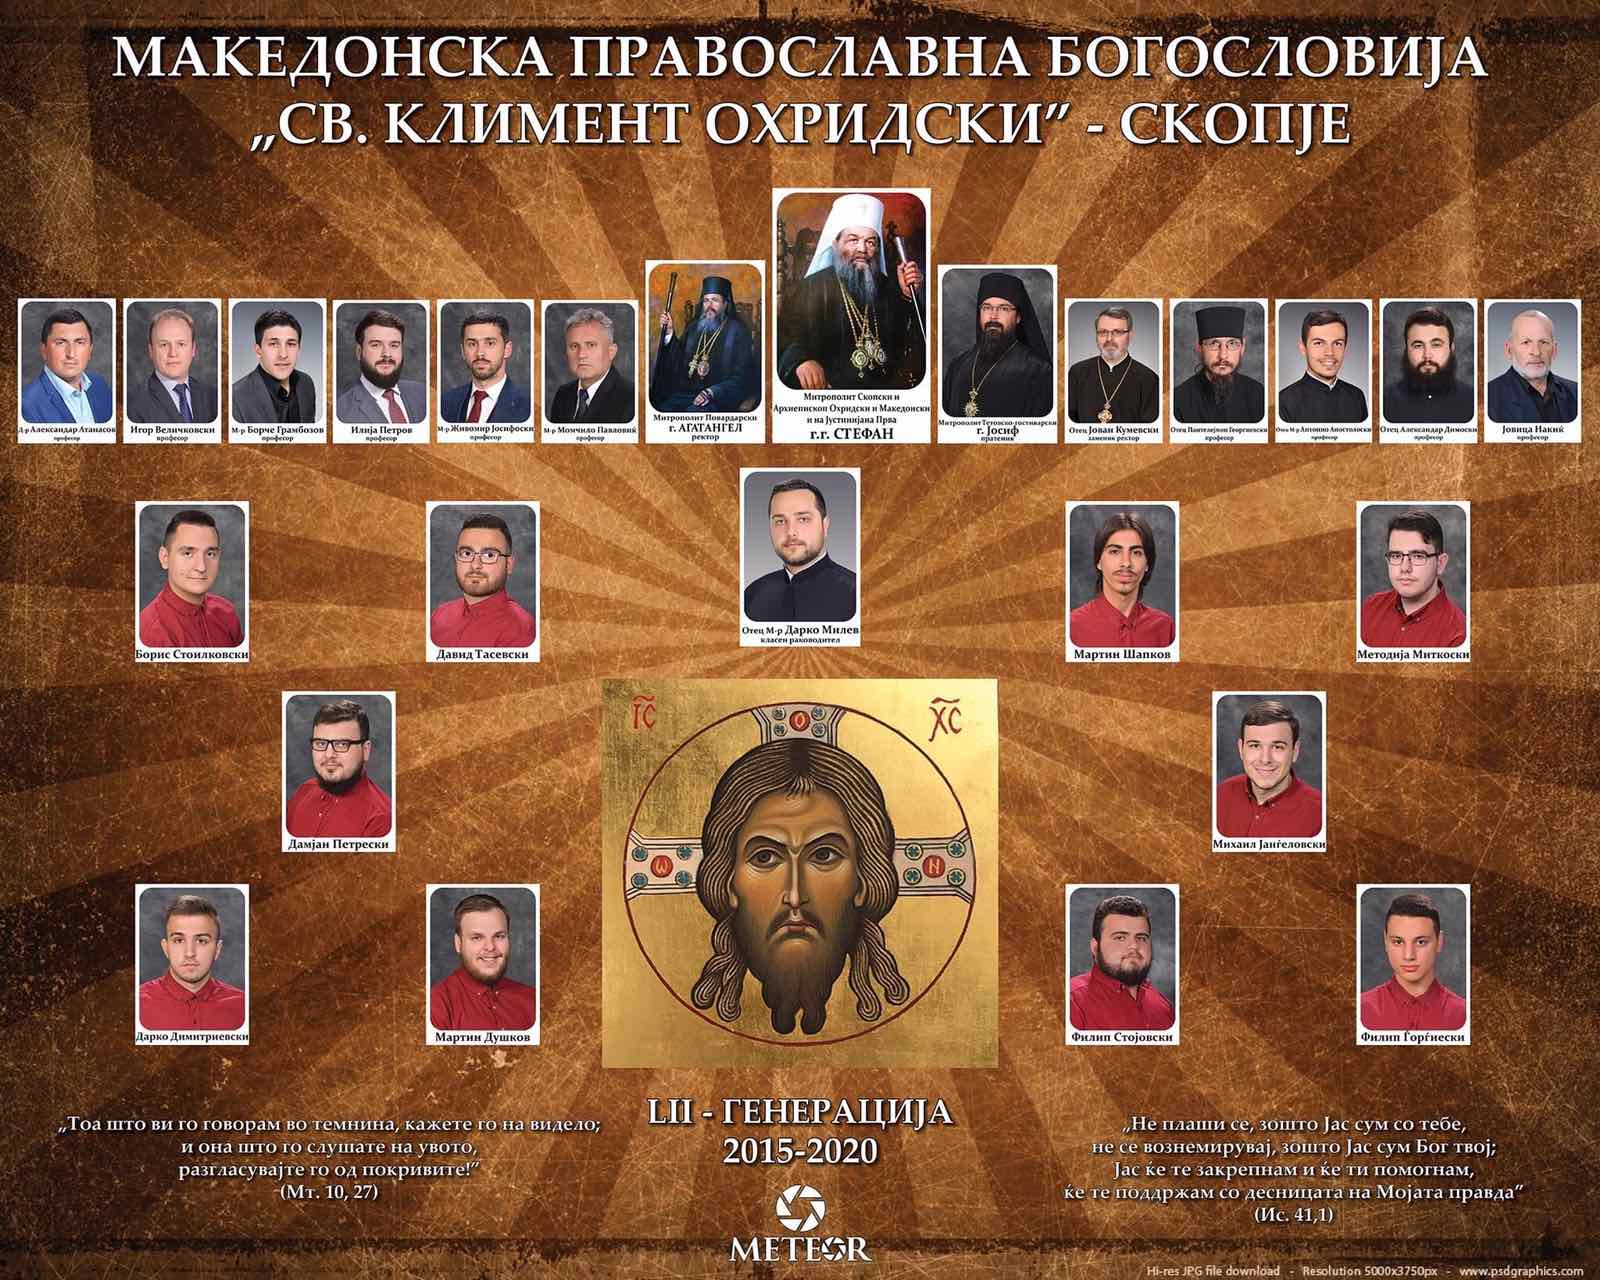 МАКЕДОНСКА ПРАВОСЛАВНА БОГОСЛОВИЈА
„СВ. КЛИМЕНТ ОХРИДСКИ” - СКОПЈЕ
Д-р Александар Атанасов
професор
Игор Величковски
професор
М-р Борче Грамбозов
професор
Илија Петров
професор
М-р Живомир Јосифоски
професор
М-р Момчило Павловиќ
професор
Митрополит Повардарски
г. АГАТАНГЕЛ
ректор
Митрополит Скопски и
Архиепископ Охридски и Македонски
и на Јустинијана Прва
г.г. СТЕФАН
Митрополит Тетовско-гостиварски
г. Јосиф
пратеник
Отец Јован Кумевски
заменик ректор
Отец Пантелејмон Георгиевски
професор
Отец М-р Антонио Апостолоски
професор
Отец Александар Димоски
професор
Јовица Накиќ
професор
Борис Стоилковски
Давид Тасевски
Отец М-р Дарко Милев
класен раководител
Мартин Шапков
Методија Миткоски
Дамјан Петрески
Михаил Јанѓеловски
Дарко Димитриевски
Мартин Душков
Филип Стојовски
Филип Ѓорѓиески
ІС ХС
Ѡ О N
LII - ГЕНЕРАЦИЈА
2015-2020
„Тоа што ви го говорам во темнина, кажете го на видело;
и она што го слушате на увото,
разгласувајте го од покривите!”
(Мт. 10, 27)
„Не плаши се, зошто Јас сум со тебе,
не се вознемирувај, зошто Јас сум Бог твој;
Јас ќе те закрепнам и ќе ти помогнам,
ќе те поддржам со десницата на Мојата правда”
(Ис. 41,1)
METEOR
Hi-res JPG file download - Resolution 5000x3750px - www.psdgraphics.com